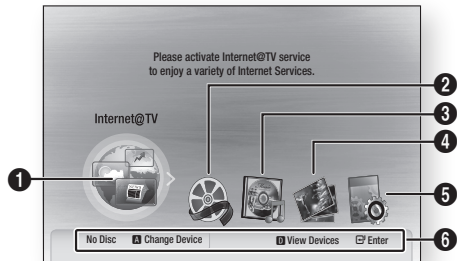 Please activate Internet@TV service
to enjoy a variety of Internet Services.
Internet@TV
1
2
3
4
5
6
No Disc A Change Device D View Devices Enter